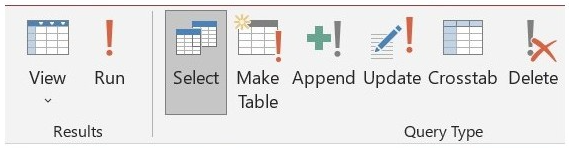 View Run Select Make Table Append Update Crosstab Delete
Results Query Type